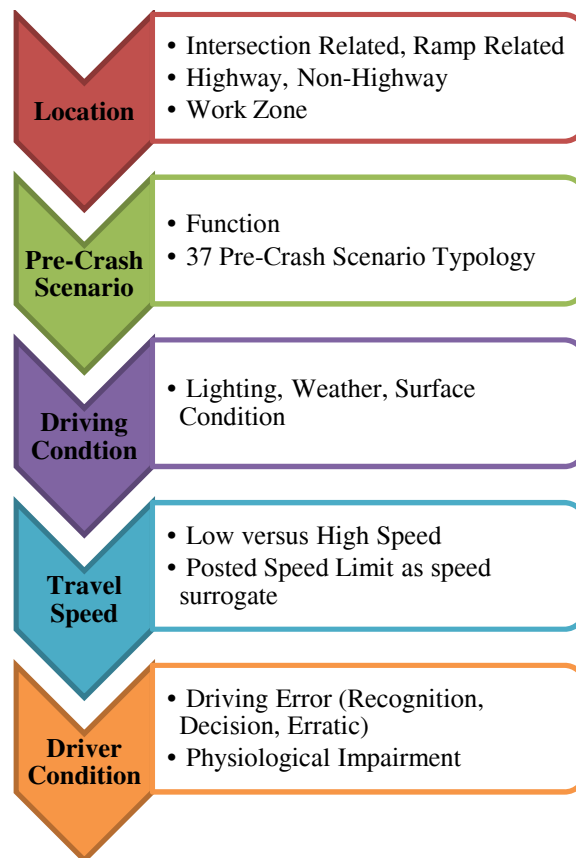 Location
• Intersection Related, Ramp Related
• Highway, Non-Highway
• Work Zone
Pre-Crash
Scenario
• Function
• 37 Pre-Crash Scenario Typology
Driving
Condtion
• Lighting, Weather, Surface
Condition
Travel
Speed
• Low versus High Speed
• Posted Speed Limit as speed
surrogate
Driver
Condition
• Driving Error (Recognition,
Decision, Erratic)
• Physiological Impairment